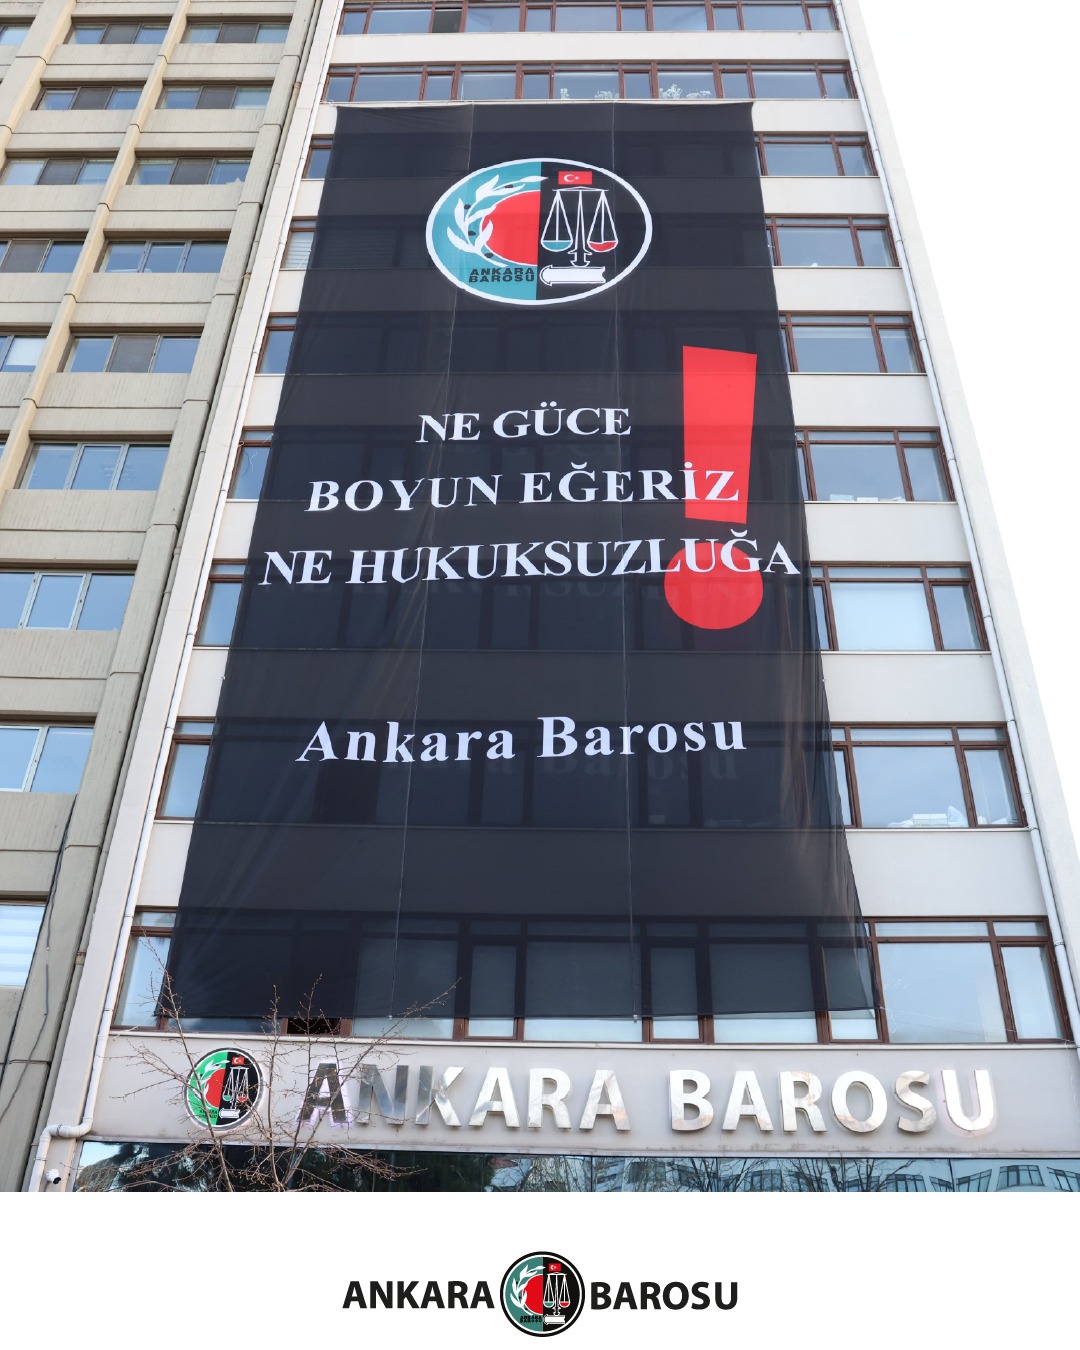 ANKARA
BAROSU
NE GÜCE
BOYUN EĞERİZ
NE HUKUKSUZLUĞA
!
Ankara Barosu
ANKARA BAROSU
ANKARA BAROSU